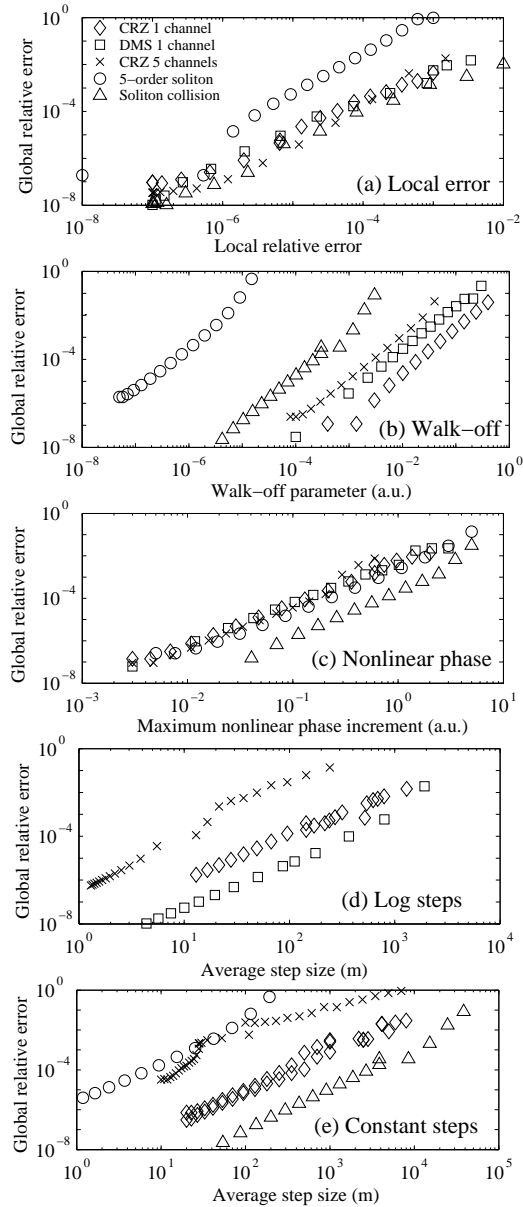 CRZ 1 channel
DMS 1 channel
CRZ 5 channels
5-order soliton
Soliton collision
10^0
10^-4
10^-8
Global relative error
(a) Local error
10^-8
10^-6
10^-4
10^-2
Local relative error
10^0
10^-4
10^-8
Global relative error
(b) Walk-off
10^-8
10^-6
10^-4
10^-2
10^0
Walk-off parameter (a.u.)
10^0
10^-4
10^-8
Global relative error
(c) Nonlinear phase
10^-3
10^-2
10^-1
10^0
10^1
Maximum nonlinear phase increment (a.u.)
10^0
10^-4
10^-8
Global relative error
(d) Log steps
10^0
10^1
10^2
10^3
10^4
Average step size (m)
10^0
10^-4
10^-8
Global relative error
(e) Constant steps
10^0
10^1
10^2
10^3
10^4
10^5
Average step size (m)